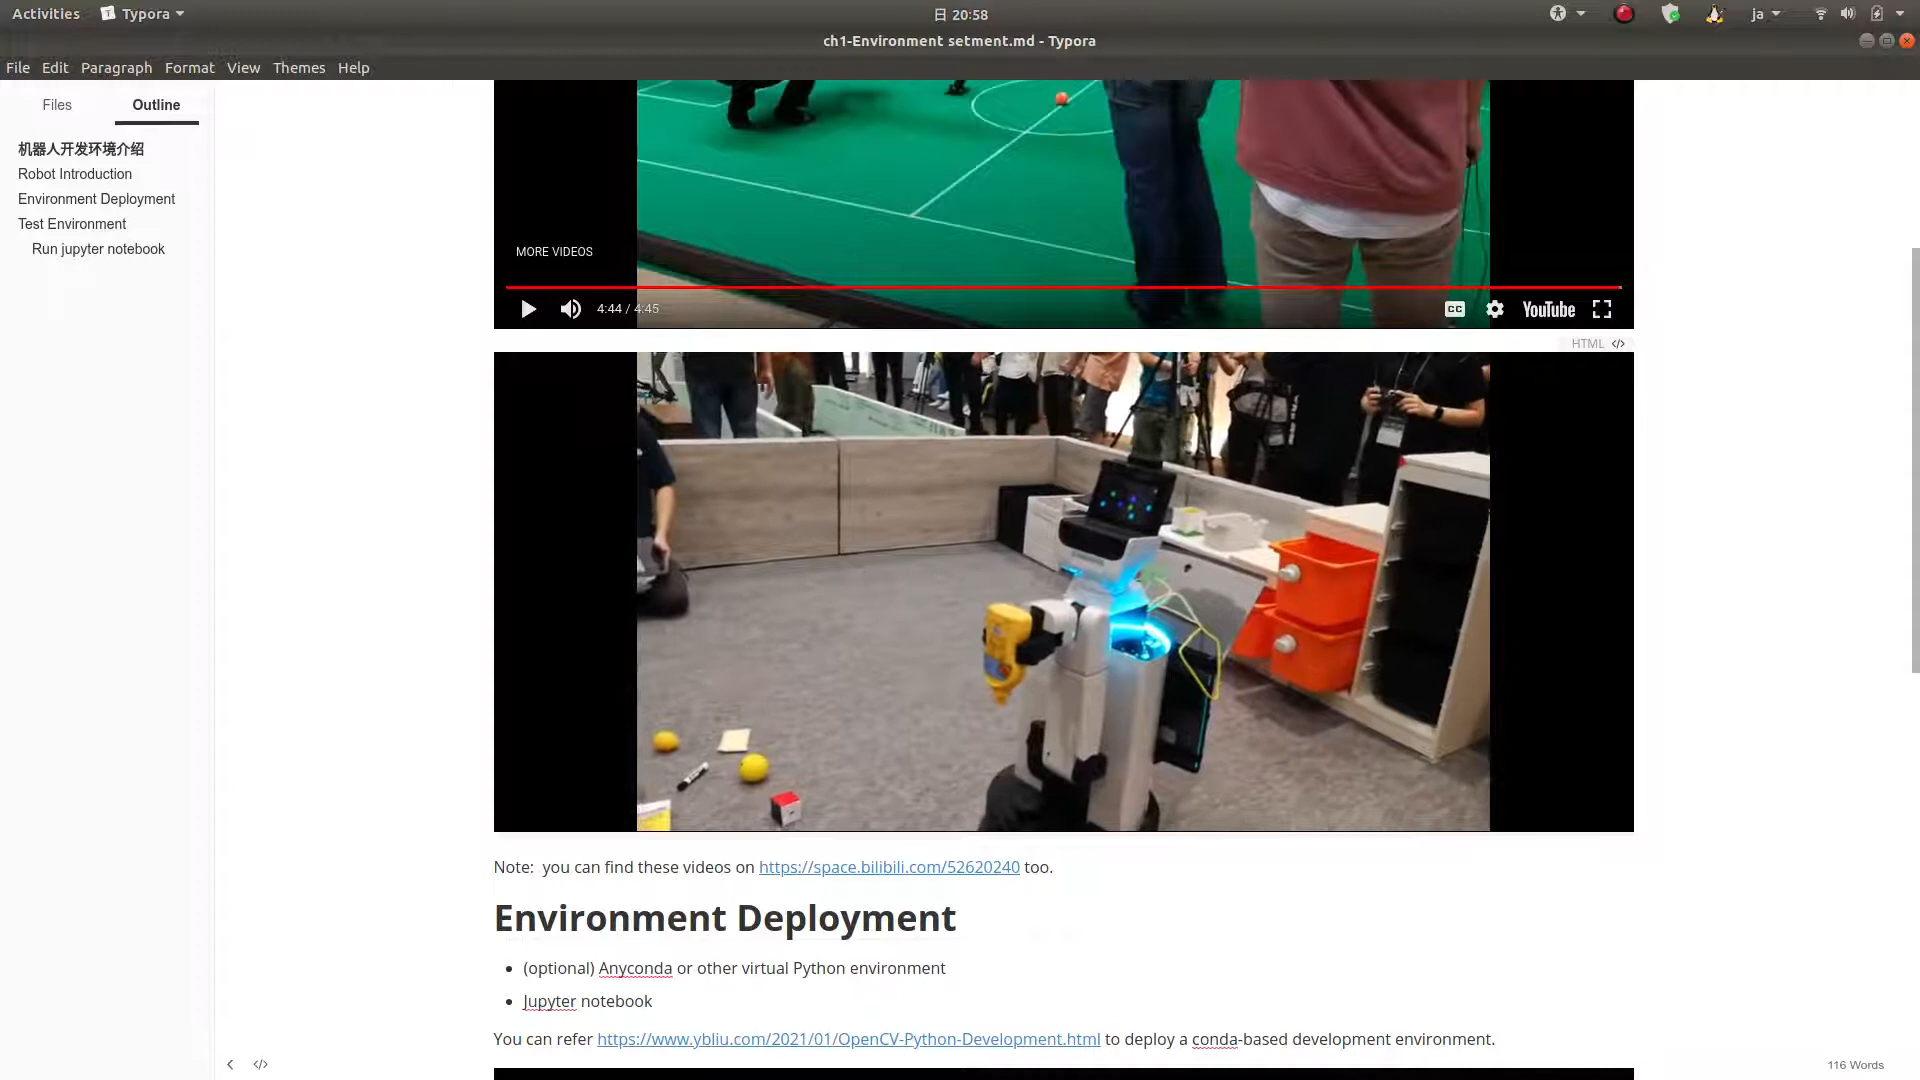 Activities Typora 日 20:58 ja
ch1-Environment setment.md - Typora
File Edit Paragraph Format View Themes Help
Files Outline
机器人开发环境介绍
Robot Introduction
Environment Deployment
Test Environment
Run jupyter notebook
MORE VIDEOS
4:44 / 4:45 CC YouTube
HTML </>
Note: you can find these videos on https://space.bilibili.com/52620240 too.
Environment Deployment
• (optional) Anyconda or other virtual Python environment
• Jupyter notebook
You can refer https://www.ybliu.com/2021/01/OpenCV-Python-Development.html to deploy a conda-based development environment.
< </> 116 Words